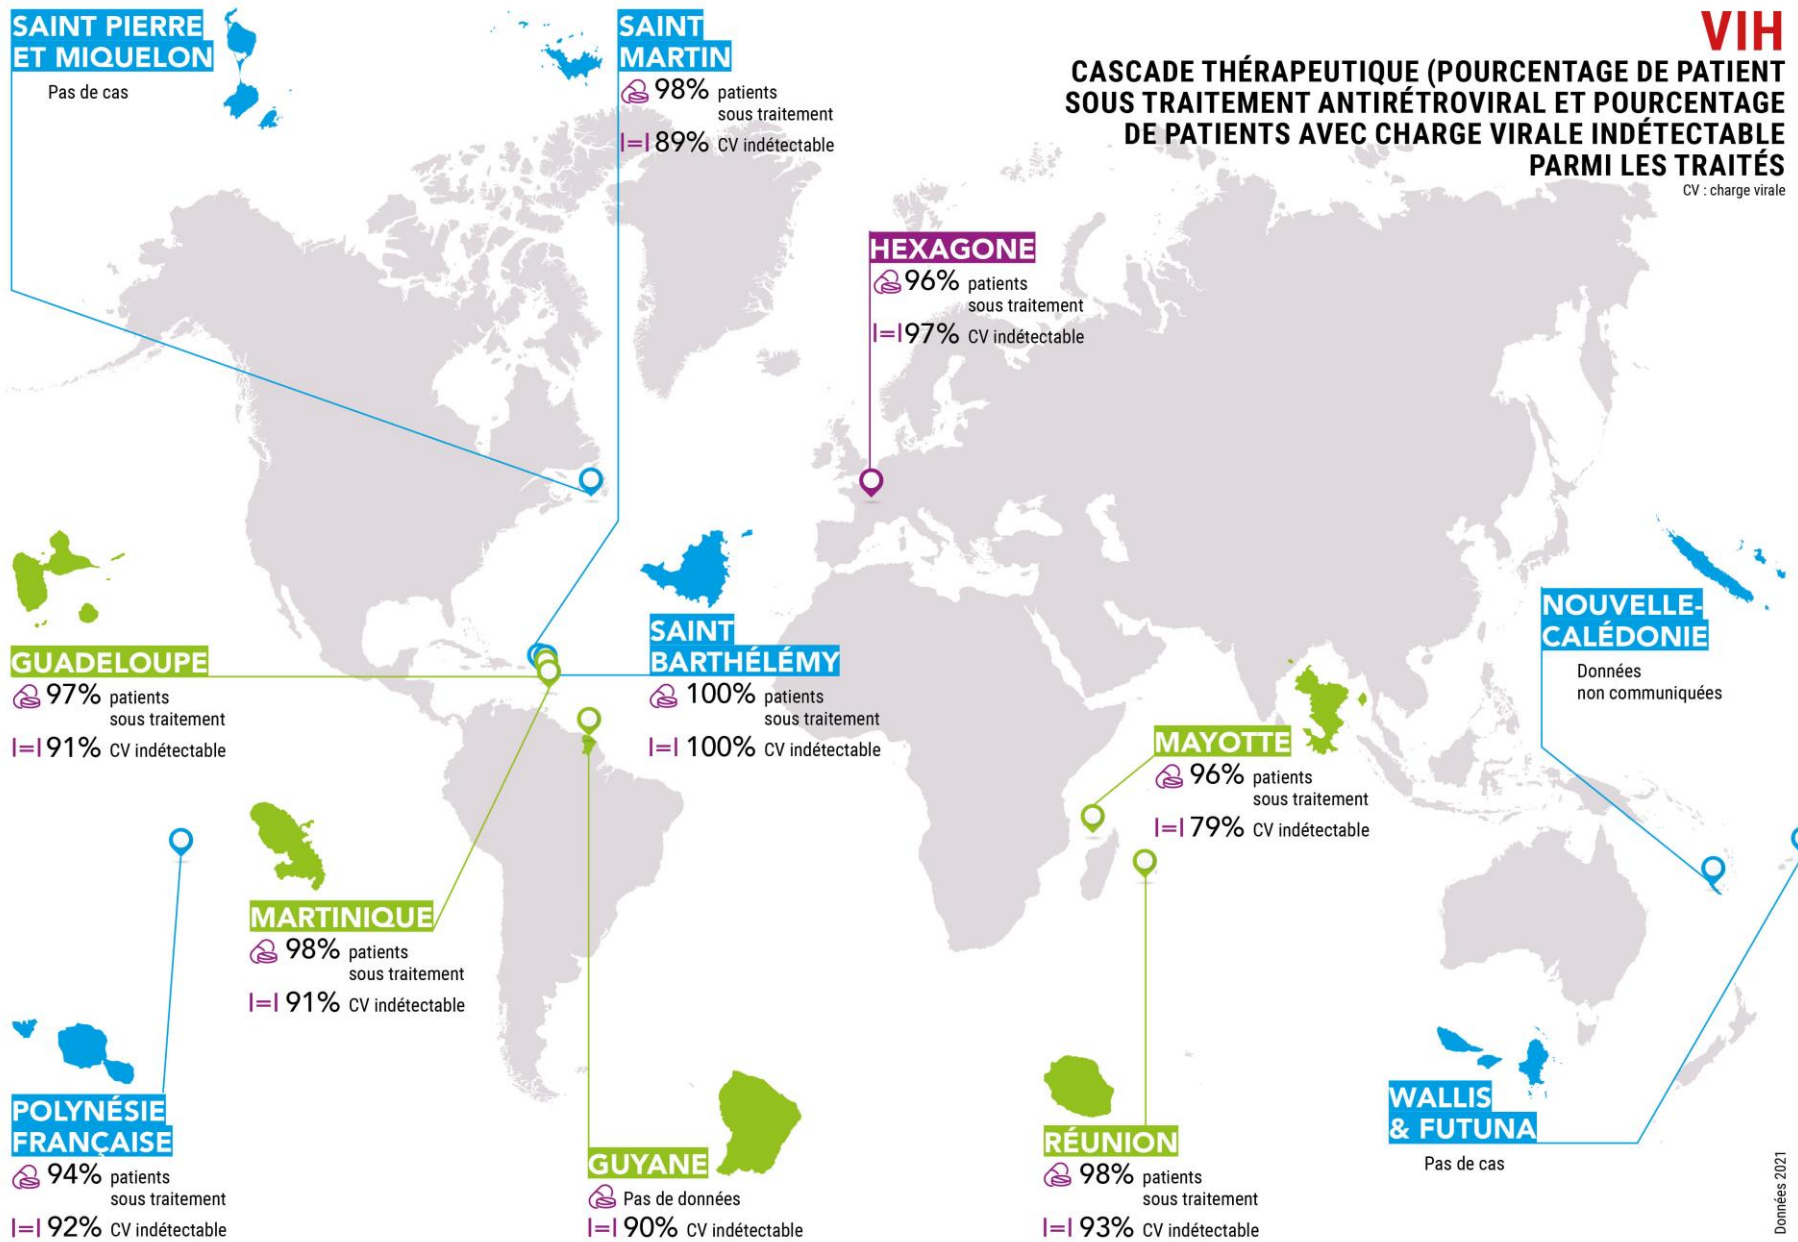 VIH
CASCADE THÉRAPEUTIQUE (POURCENTAGE DE PATIENT
SOUS TRAITEMENT ANTIRÉTROVIRAL ET POURCENTAGE
DE PATIENTS AVEC CHARGE VIRALE INDÉTECTABLE
PARMI LES TRAITÉS
CV : charge virale
SAINT PIERRE
ET MIQUELON
Pas de cas
SAINT
MARTIN
98% patients
sous traitement
89% CV indétectable
HEXAGONE
96% patients
sous traitement
97% CV indétectable
GUADELOUPE
97% patients
sous traitement
91% CV indétectable
SAINT
BARTHÉLÉMY
100% patients
sous traitement
100% CV indétectable
NOUVELLE-
CALÉDONIE
Données
non communiquées
MAYOTTE
96% patients
sous traitement
79% CV indétectable
MARTINIQUE
98% patients
sous traitement
91% CV indétectable
POLYNÉSIE
FRANÇAISE
94% patients
sous traitement
92% CV indétectable
GUYANE
Pas de données
90% CV indétectable
RÉUNION
98% patients
sous traitement
93% CV indétectable
WALLIS
& FUTUNA
Pas de cas
Données 2021